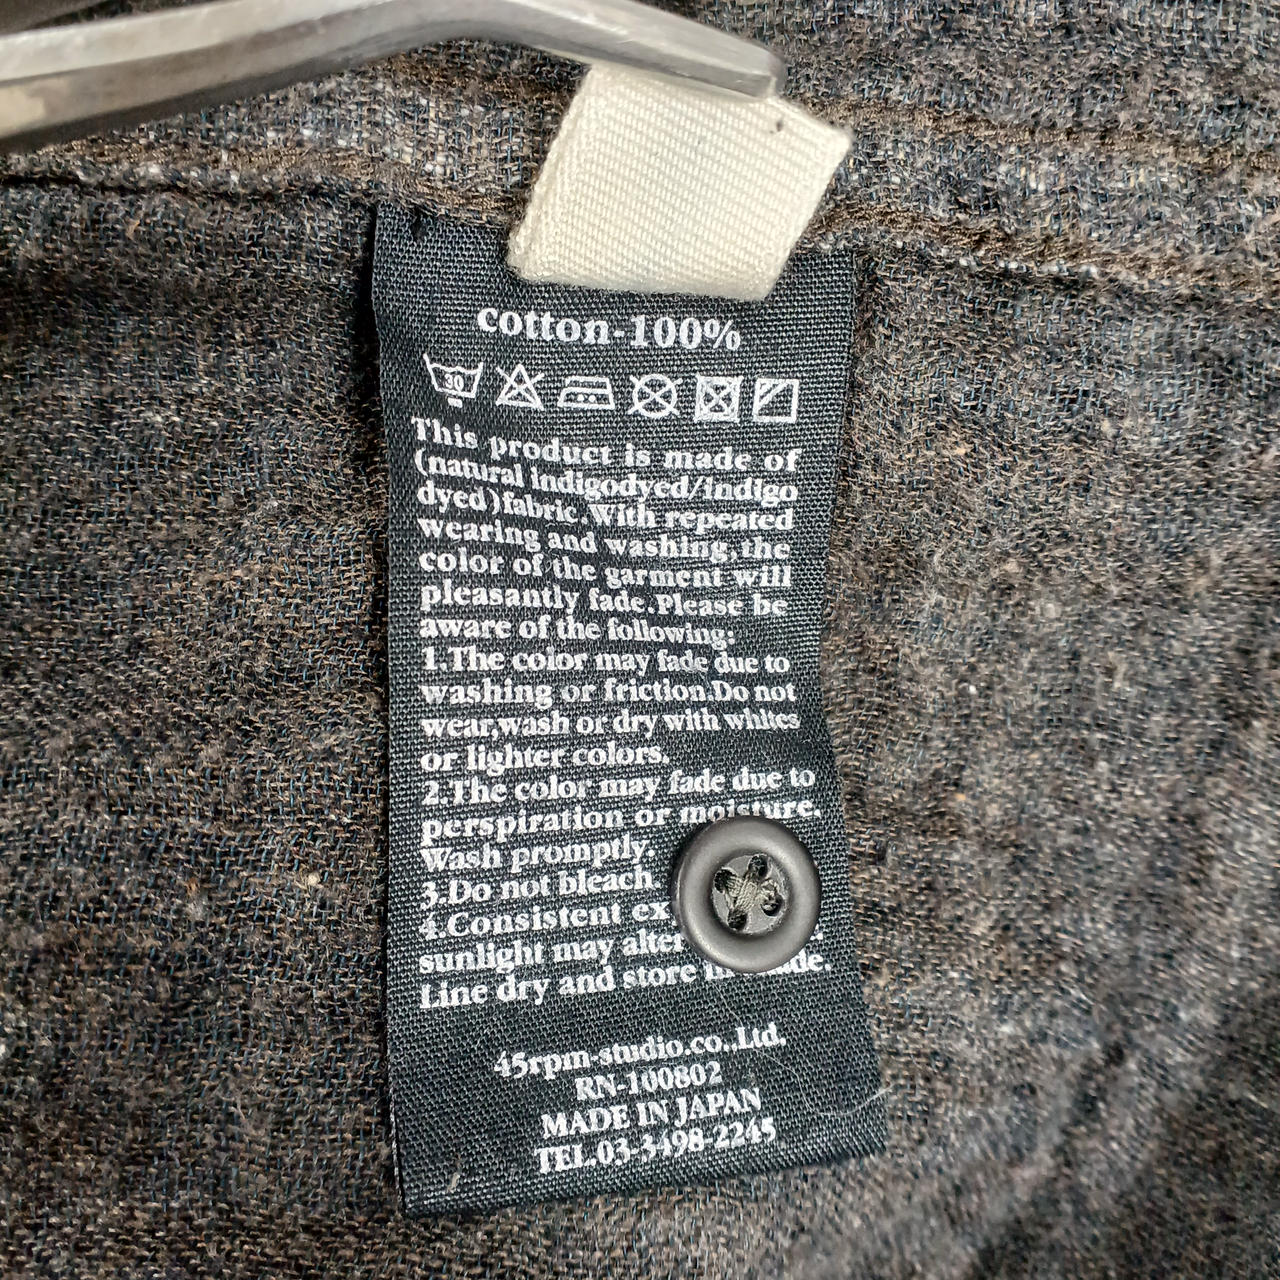 cotton-100%
30
This product is made of
(natural indigodyed/indigo
dyed)fabric.With repeated
wearing and washing,the
color of the garment will
pleasantly fade.Please be
aware of the following:
1.The color may fade due to
washing or friction.Do not
wear,wash or dry with whites
or lighter colors.
2.The color may fade due to
perspiration or moisture.
Wash promptly.
3.Do not bleach.
4.Consistent
sunlight may alter
Line dry and store
45rpm-studio.co.,Ltd.
RN-100802
MADE IN JAPAN
TEL.03-3498-2245